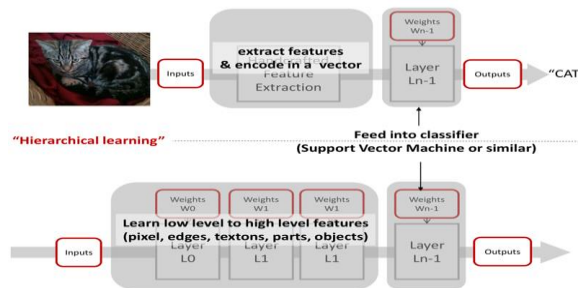 Weights
Wn-1
extract features
& encode in a vector
Handcrafted
Feature
Extraction
Inputs
Layer
Ln-1
Outputs
"CAT
"Hierarchical learning"
Feed into classifier
(Support Vector Machine or similar)
Weights
W0
Weights
W1
Weights
W1
Weights
Wn-1
Learn low level to high level features
(pixel, edges, textons, parts, objects)
Inputs
Layer
L0
Layer
L1
Layer
L1
Layer
Ln-1
Outputs